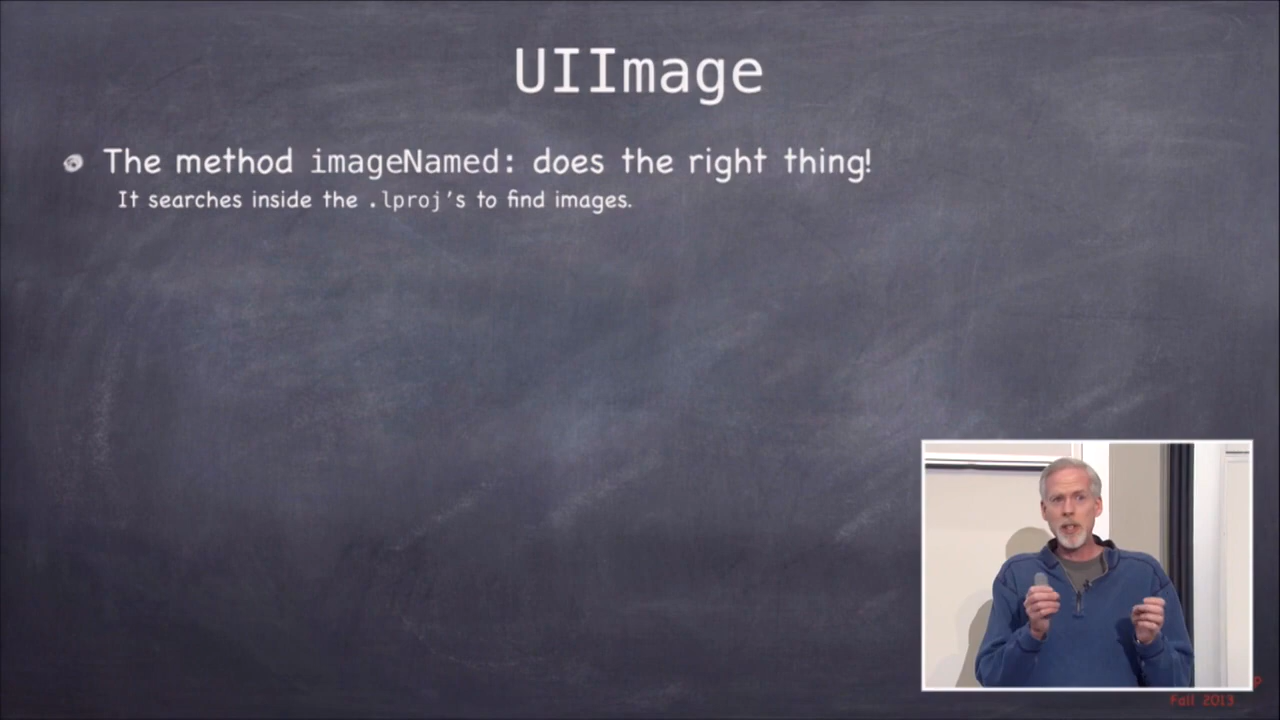 UIImage
The method imageNamed: does the right thing!
It searches inside the .lproj’s to find images.
p
Fall 2013